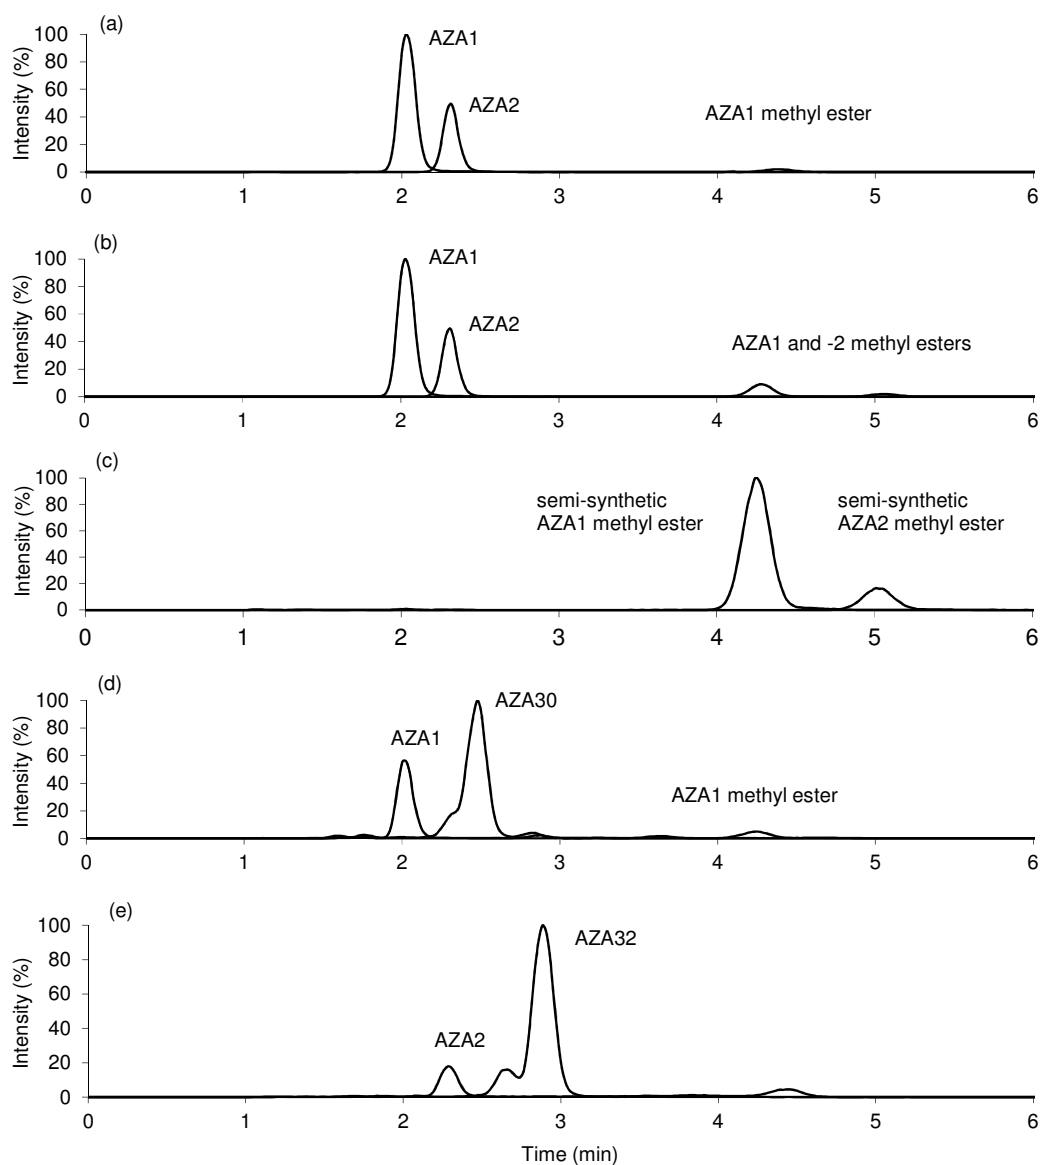 (a)
Intensity (%)
100
80
60
40
20
0
AZA1
AZA2
AZA1 methyl ester
0 1 2 3 4 5 6
(b)
Intensity (%)
100
80
60
40
20
0
AZA1
AZA2
AZA1 and -2 methyl esters
0 1 2 3 4 5 6
(c)
Intensity (%)
100
80
60
40
20
0
semi-synthetic
AZA1 methyl ester
semi-synthetic
AZA2 methyl ester
0 1 2 3 4 5 6
(d)
Intensity (%)
100
80
60
40
20
0
AZA1
AZA30
AZA1 methyl ester
0 1 2 3 4 5 6
(e)
Intensity (%)
100
80
60
40
20
0
AZA2
AZA32
0 1 2 3 4 5 6
Time (min)